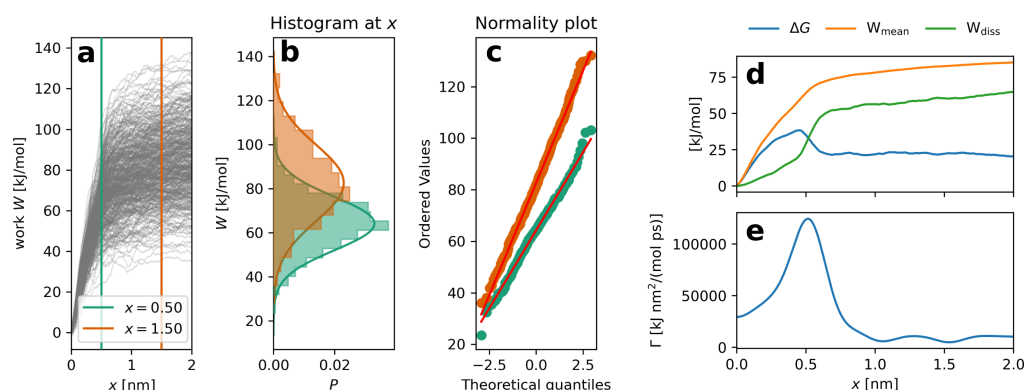 Histogram at x
Normality plot
ΔG
W_mean
W_diss
a
b
c
d
e
140
120
100
80
60
40
20
0
work W [kJ/mol]
x = 0.50
x = 1.50
0
1
2
x [nm]
140
120
100
80
60
40
20
W [kJ/mol]
0.00
0.02
P
120
100
80
60
40
20
Ordered Values
−2.5
0.0
2.5
Theoretical quantiles
75
50
25
0
[kJ/mol]
100000
50000
0
Γ [kJ nm²/(mol ps)]
0.0
0.5
1.0
1.5
2.0
x [nm]